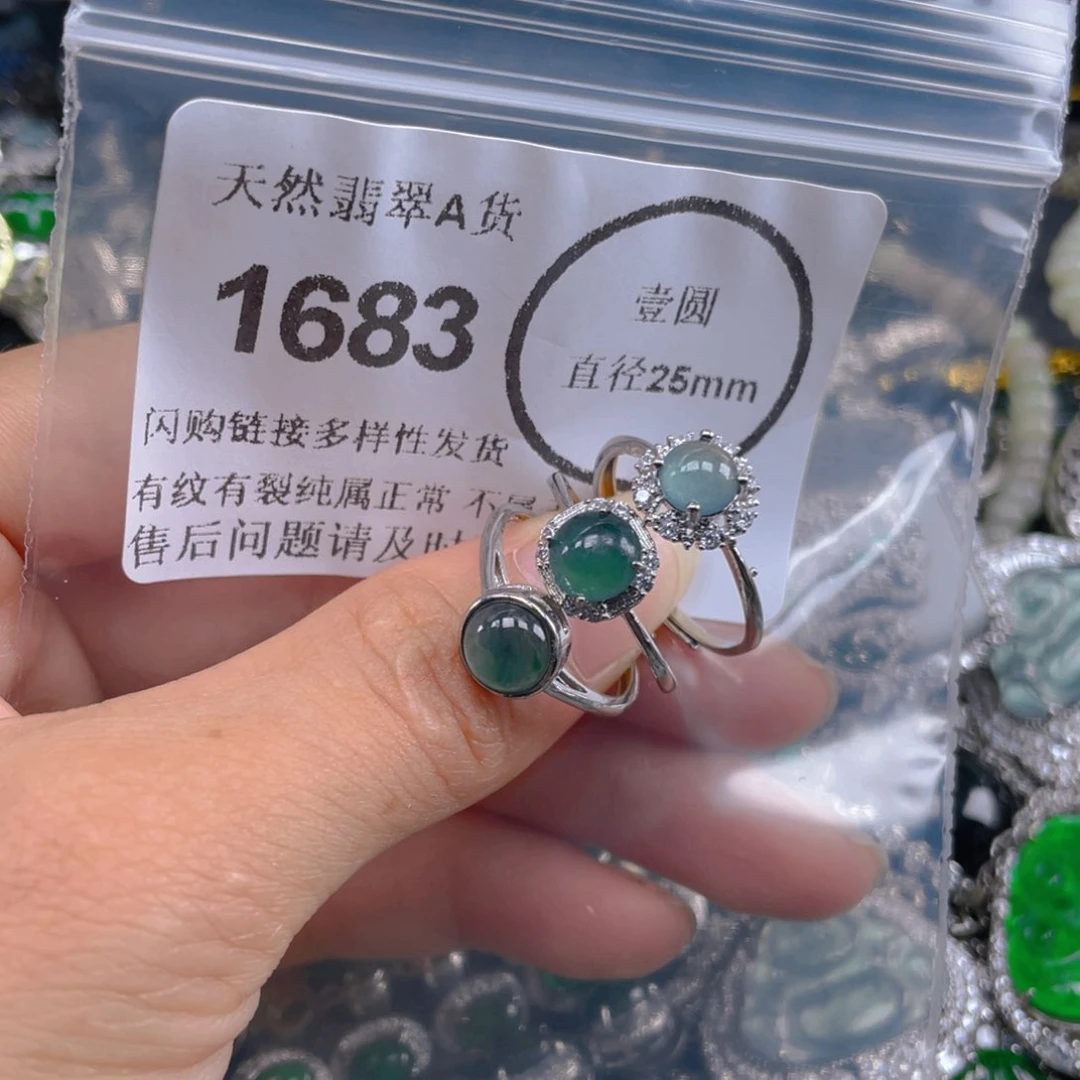 天然翡翠A货
1683
壹圆
直径25mm
闪购链接多样性发货
有纹有裂纯属正常 不
售后问题请及时